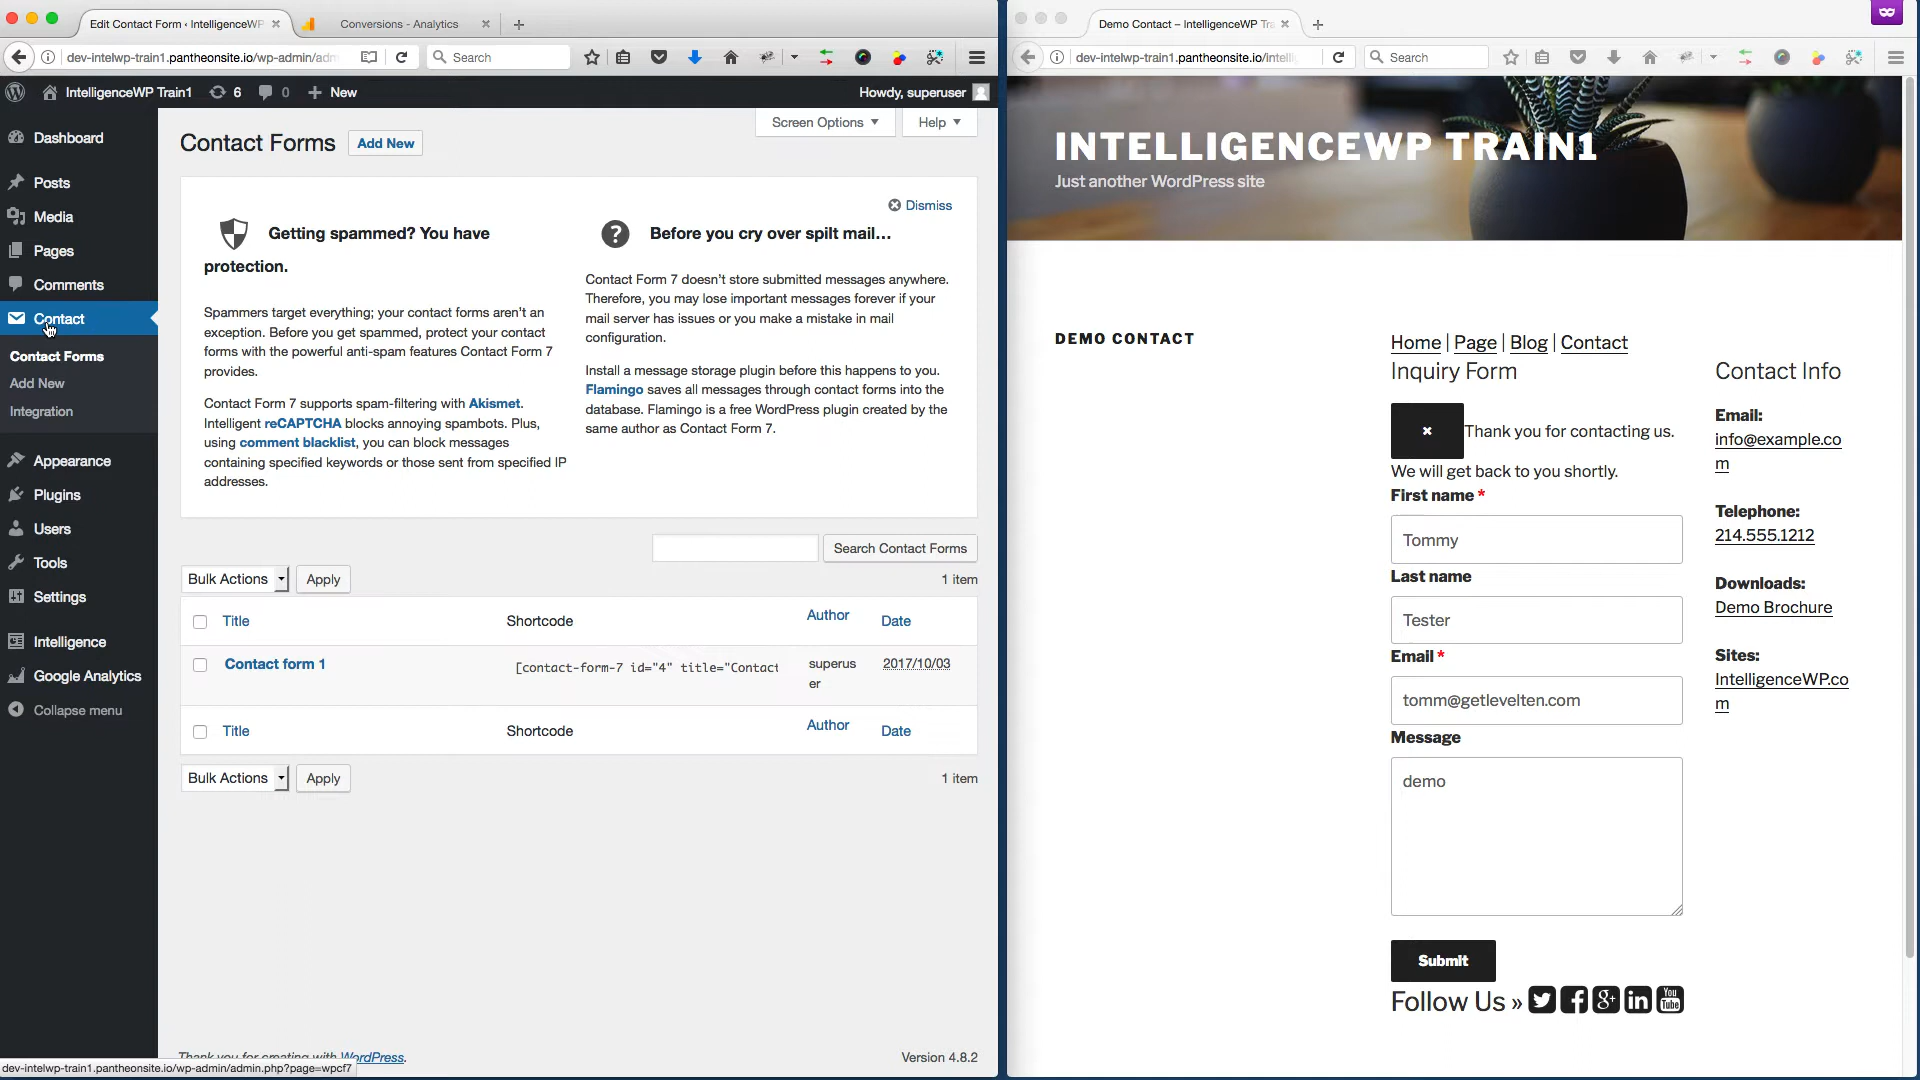 Edit Contact Form ‹ IntelligenceWP
Conversions - Analytics
dev-intelwp-train1.pantheonsite.io/wp-admin/adm
Search
IntelligenceWP Train1
6
0
New
Howdy, superuser
Dashboard
Posts
Media
Pages
Comments
Contact
Contact Forms
Add New
Integration
Appearance
Plugins
Users
Tools
Settings
Intelligence
Google Analytics
Collapse menu
Contact Forms
Add New
Screen Options
Help
Dismiss
Getting spammed? You have
protection.
Spammers target everything; your contact forms aren't an
exception. Before you get spammed, protect your contact
forms with the powerful anti-spam features Contact Form 7
provides.
Contact Form 7 supports spam-filtering with Akismet.
Intelligent reCAPTCHA blocks annoying spambots. Plus,
using comment blacklist, you can block messages
containing specified keywords or those sent from specified IP
addresses.
Before you cry over spilt mail…
Contact Form 7 doesn't store submitted messages anywhere.
Therefore, you may lose important messages forever if your
mail server has issues or you make a mistake in mail
configuration.
Install a message storage plugin before this happens to you.
Flamingo saves all messages through contact forms into the
database. Flamingo is a free WordPress plugin created by the
same author as Contact Form 7.
Search Contact Forms
Bulk Actions
Apply
1 item
Title
Shortcode
Author
Date
Contact form 1
[contact-form-7 id="4" title="Contact
superus
er
2017/10/03
Title
Shortcode
Author
Date
Bulk Actions
Apply
1 item
Thank you for creating with WordPress.
Version 4.8.2
dev-intelwp-train1.pantheonsite.io/wp-admin/admin.php?page=wpcf7
Demo Contact – IntelligenceWP Tra
dev-intelwp-train1.pantheonsite.io/intelli
Search
INTELLIGENCEWP TRAIN1
Just another WordPress site
DEMO CONTACT
Home | Page | Blog | Contact
Inquiry Form
Thank you for contacting us.
We will get back to you shortly.
First name *
Tommy
Last name
Tester
Email *
tomm@getlevelten.com
Message
demo
Submit
Follow Us »
You
Tube
Contact Info
Email:
info@example.co
m
Telephone:
214.555.1212
Downloads:
Demo Brochure
Sites:
IntelligenceWP.co
m